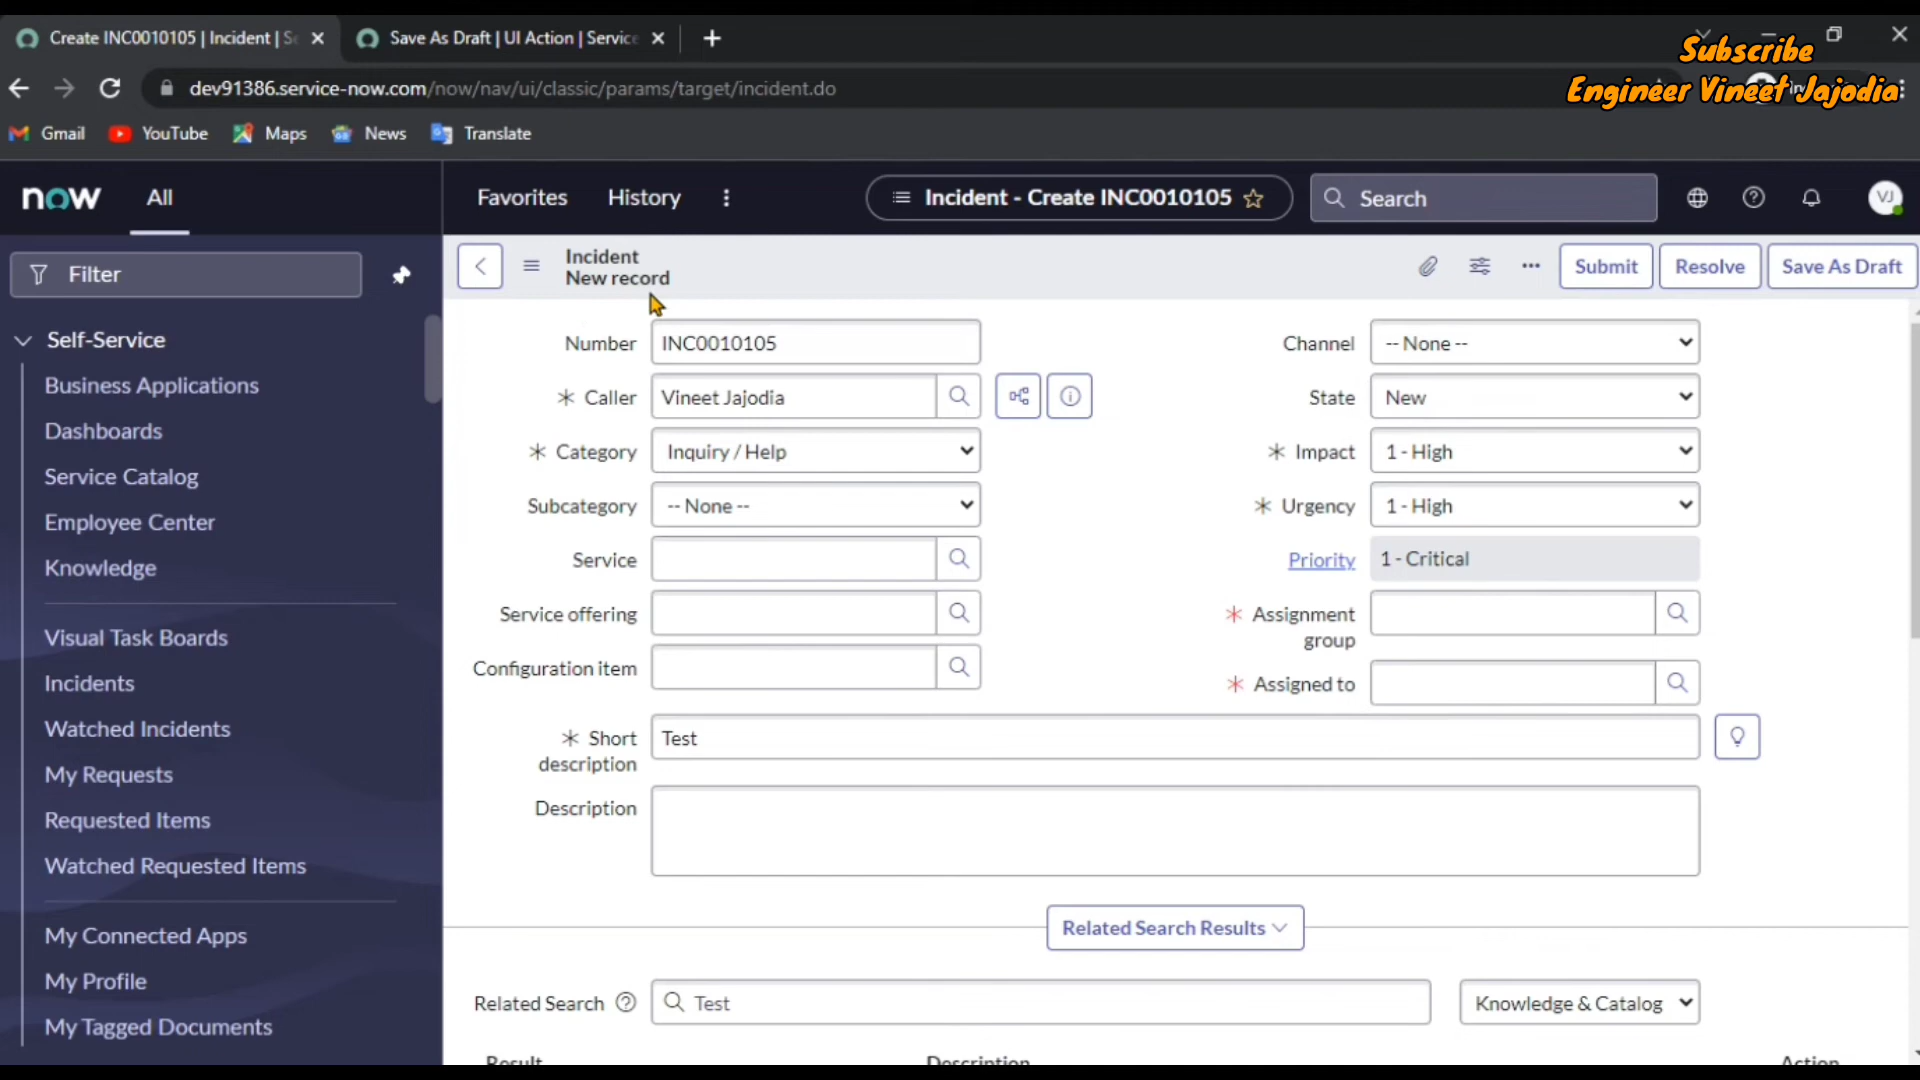 Create INC0010105 | Incident | S
Save As Draft | UI Action | Service
Subscribe
Engineer Vineet Jajodia
dev91386.service-now.com/now/nav/ui/classic/params/target/incident.do
Gmail
YouTube
Maps
News
Translate
now
All
Favorites
History
Incident - Create INC0010105
Search
VJ
Filter
Incident
New record
Submit
Resolve
Save As Draft
Self-Service
Business Applications
Dashboards
Service Catalog
Employee Center
Knowledge
Visual Task Boards
Incidents
Watched Incidents
My Requests
Requested Items
Watched Requested Items
My Connected Apps
My Profile
My Tagged Documents
Number INC0010105
Channel -- None --
* Caller Vineet Jajodia
State New
* Category Inquiry / Help
* Impact 1 - High
Subcategory -- None --
* Urgency 1 - High
Service
Priority 1 - Critical
Service offering
* Assignment
group
Configuration item
* Assigned to
* Short
description
Test
Description
Related Search Results
Related Search Test
Knowledge & Catalog
Result
Description
Action